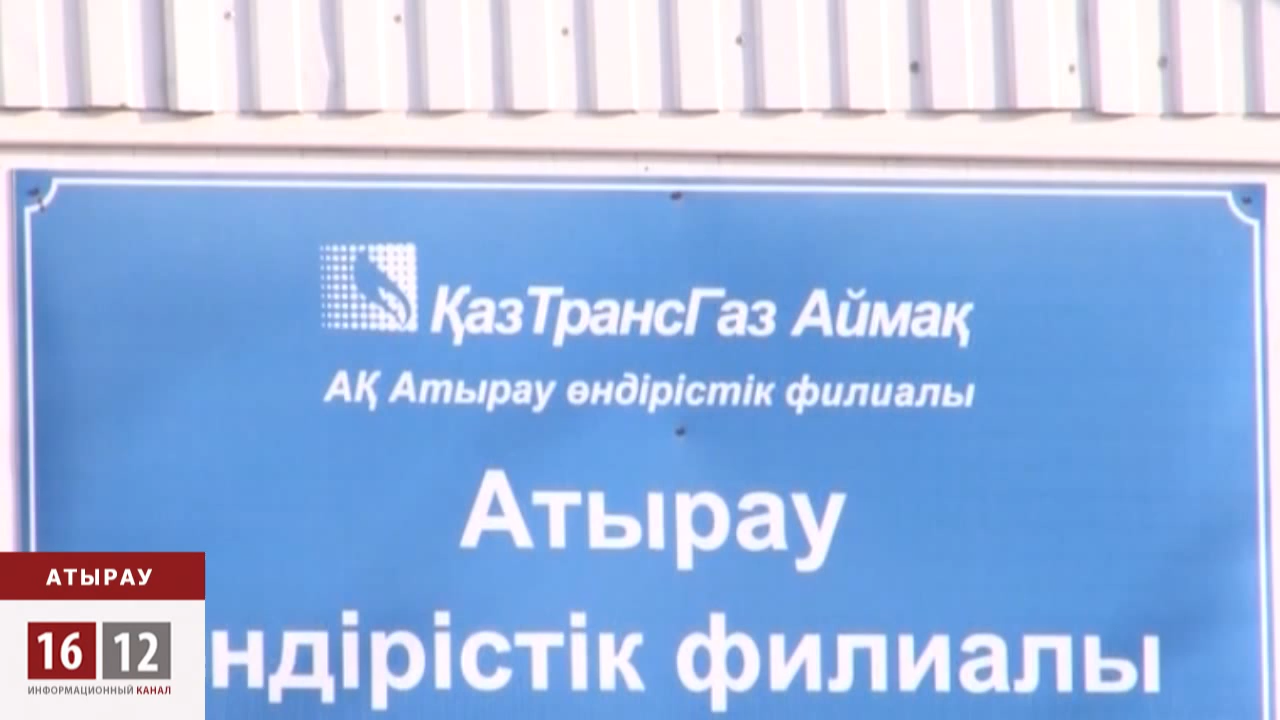 ҚазТрансГаз Аймақ
АҚ Атырау өндірістік филиалы
Атырау
ндірістік филиалы
АТЫРАУ
16 12
ИНФОРМАЦИОННЫЙ КАНАЛ